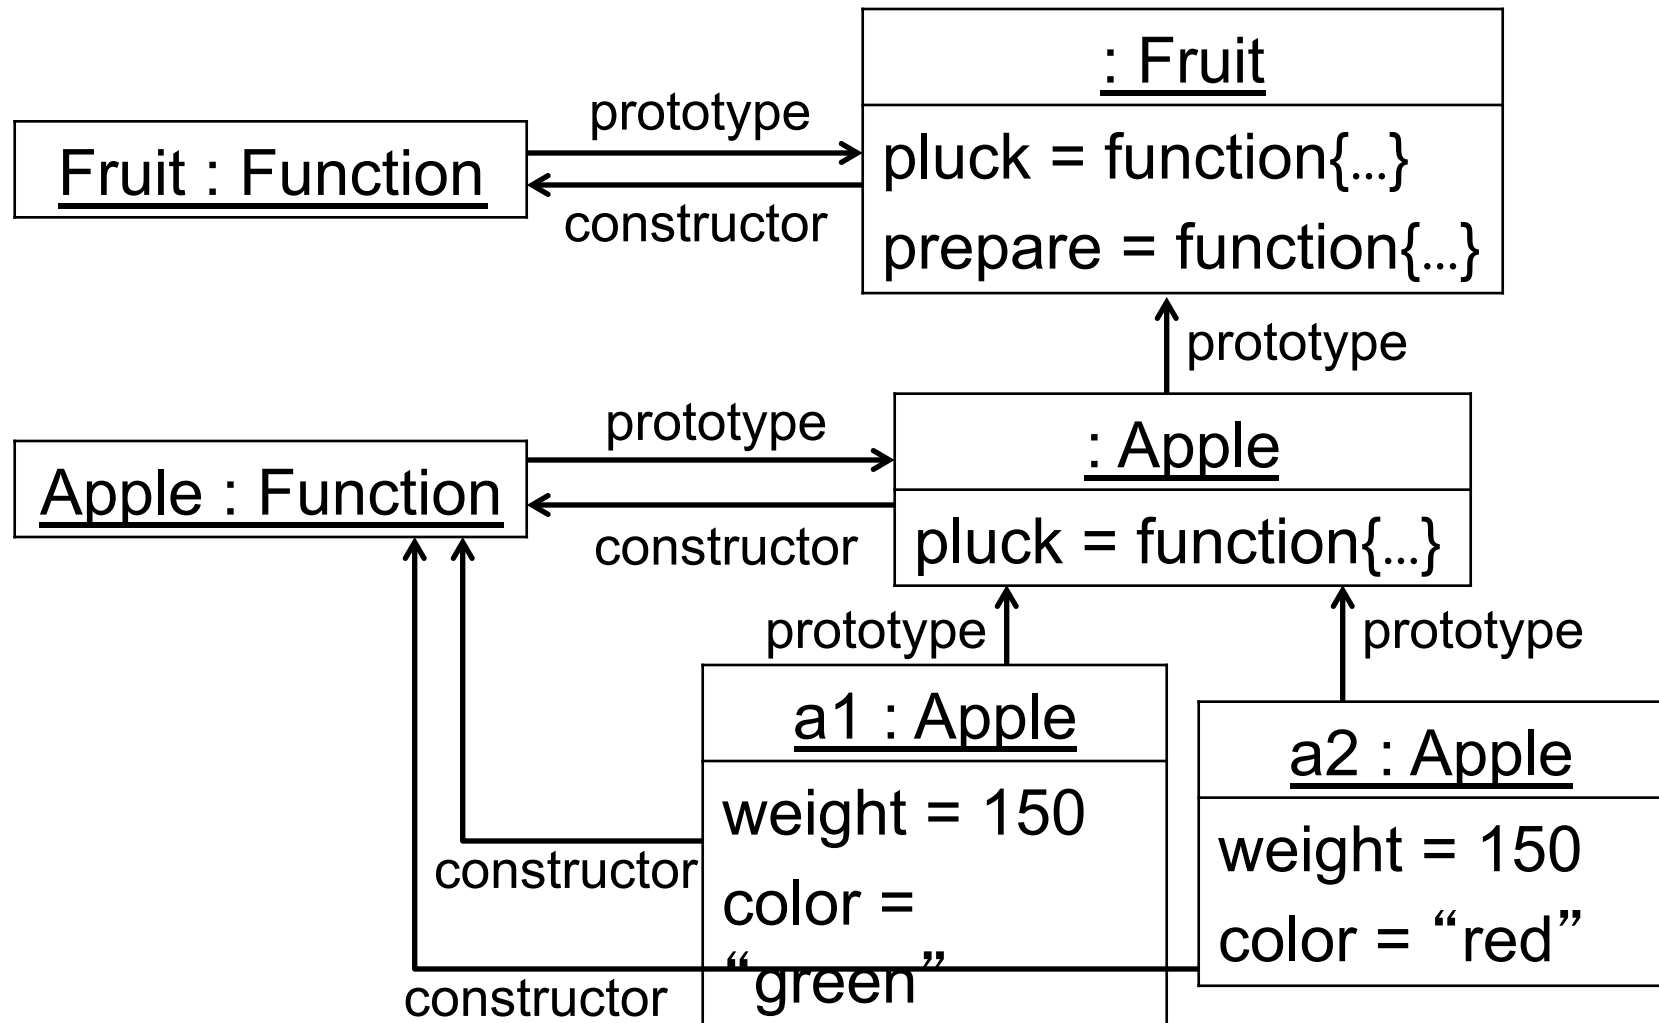 : Fruit
prototype
Fruit : Function
pluck = function{...}
constructor
prepare = function{...}
prototype
prototype
: Apple
Apple : Function
constructor
pluck = function{...}
prototype
prototype
a1 : Apple
a2 : Apple
weight = 150
weight = 150
constructor
color =
“green”
color = “red”
constructor